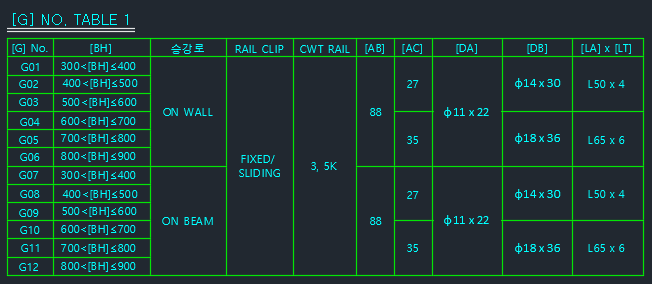 [G] NO. TABLE 1
[G] No. [BH] 승강로 RAIL CLIP CWT RAIL [AB] [AC] [DA] [DB] [LA] x [LT]
G01 300<[BH]≤400 ON WALL FIXED/SLIDING 3, 5K 88 27 ϕ11 x 22 ϕ14 x 30 L50 x 4
G02 400<[BH]≤500
G03 500<[BH]≤600
G04 600<[BH]≤700 35 ϕ18 x 36 L65 x 6
G05 700<[BH]≤800
G06 800<[BH]≤900
G07 300<[BH]≤400 ON BEAM 88 27 ϕ11 x 22 ϕ14 x 30 L50 x 4
G08 400<[BH]≤500
G09 500<[BH]≤600
G10 600<[BH]≤700 35 ϕ18 x 36 L65 x 6
G11 700<[BH]≤800
G12 800<[BH]≤900